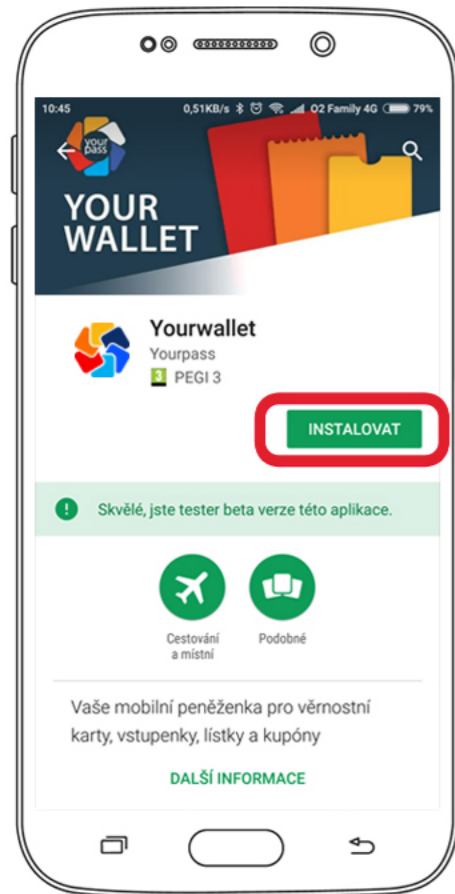 10:45 0,51KB/s O2 Family 4G 79%
your
pass
YOUR
WALLET
Yourwallet
Yourpass
3 PEGI 3
INSTALOVAT
! Skvělé, jste tester beta verze této aplikace.
Cestování
a místní
Podobné
Vaše mobilní peněženka pro věrnostní
karty, vstupenky, lístky a kupóny
DALŠÍ INFORMACE